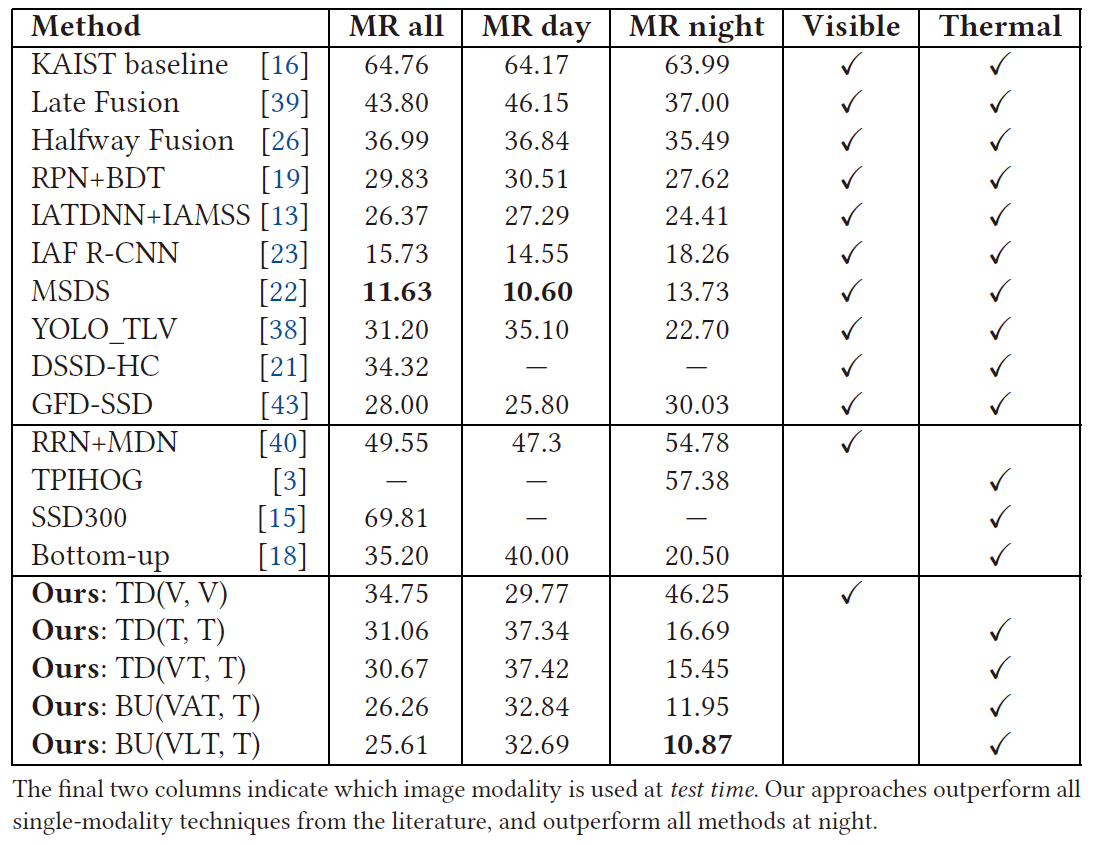 Method MR all MR day MR night Visible Thermal
KAIST baseline [16] 64.76 64.17 63.99 ✓ ✓
Late Fusion [39] 43.80 46.15 37.00 ✓ ✓
Halfway Fusion [26] 36.99 36.84 35.49 ✓ ✓
RPN+BDT [19] 29.83 30.51 27.62 ✓ ✓
IATDNN+IAMSS [13] 26.37 27.29 24.41 ✓ ✓
IAF R-CNN [23] 15.73 14.55 18.26 ✓ ✓
MSDS [22] 11.63 10.60 13.73 ✓ ✓
YOLO_TLV [38] 31.20 35.10 22.70 ✓ ✓
DSSD-HC [21] 34.32 — — ✓ ✓
GFD-SSD [43] 28.00 25.80 30.03 ✓ ✓
RRN+MDN [40] 49.55 47.3 54.78 ✓
TPIHOG [3] — — 57.38 ✓
SSD300 [15] 69.81 — — ✓
Bottom-up [18] 35.20 40.00 20.50 ✓
Ours: TD(V, V) 34.75 29.77 46.25 ✓
Ours: TD(T, T) 31.06 37.34 16.69 ✓
Ours: TD(VT, T) 30.67 37.42 15.45 ✓
Ours: BU(VAT, T) 26.26 32.84 11.95 ✓
Ours: BU(VLT, T) 25.61 32.69 10.87 ✓
The final two columns indicate which image modality is used at test time. Our approaches outperform all
single-modality techniques from the literature, and outperform all methods at night.